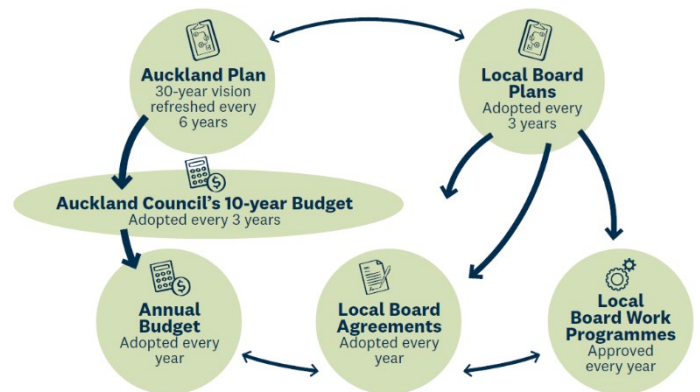 Auckland Plan
30-year vision
refreshed every
6 years
Local Board
Plans
Adopted every
3 years
Auckland Council's 10-year Budget
Adopted every 3 years
Annual
Budget
Adopted every
year
Local Board
Agreements
Adopted every
year
Local
Board Work
Programmes
Approved
every year